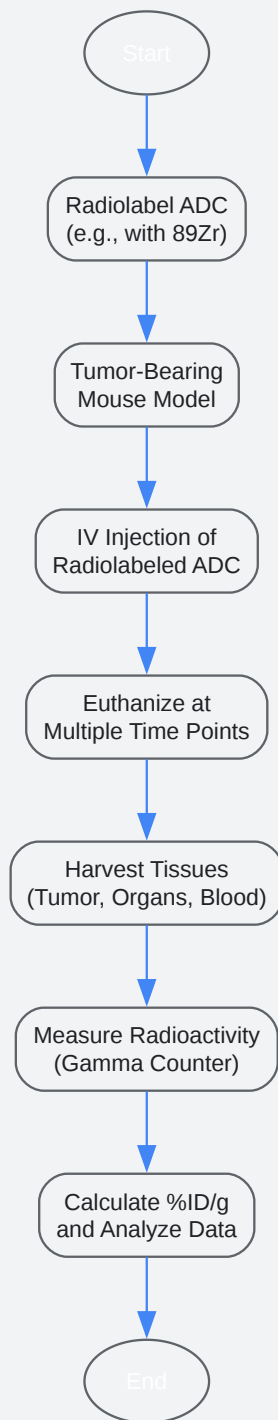 Start
Radiolabel ADC
(e.g., with 89Zr)
Tumor-Bearing
Mouse Model
IV Injection of
Radiolabeled ADC
Euthanize at
Multiple Time Points
Harvest Tissues
(Tumor, Organs, Blood)
Measure Radioactivity
(Gamma Counter)
Calculate %ID/g
and Analyze Data
End